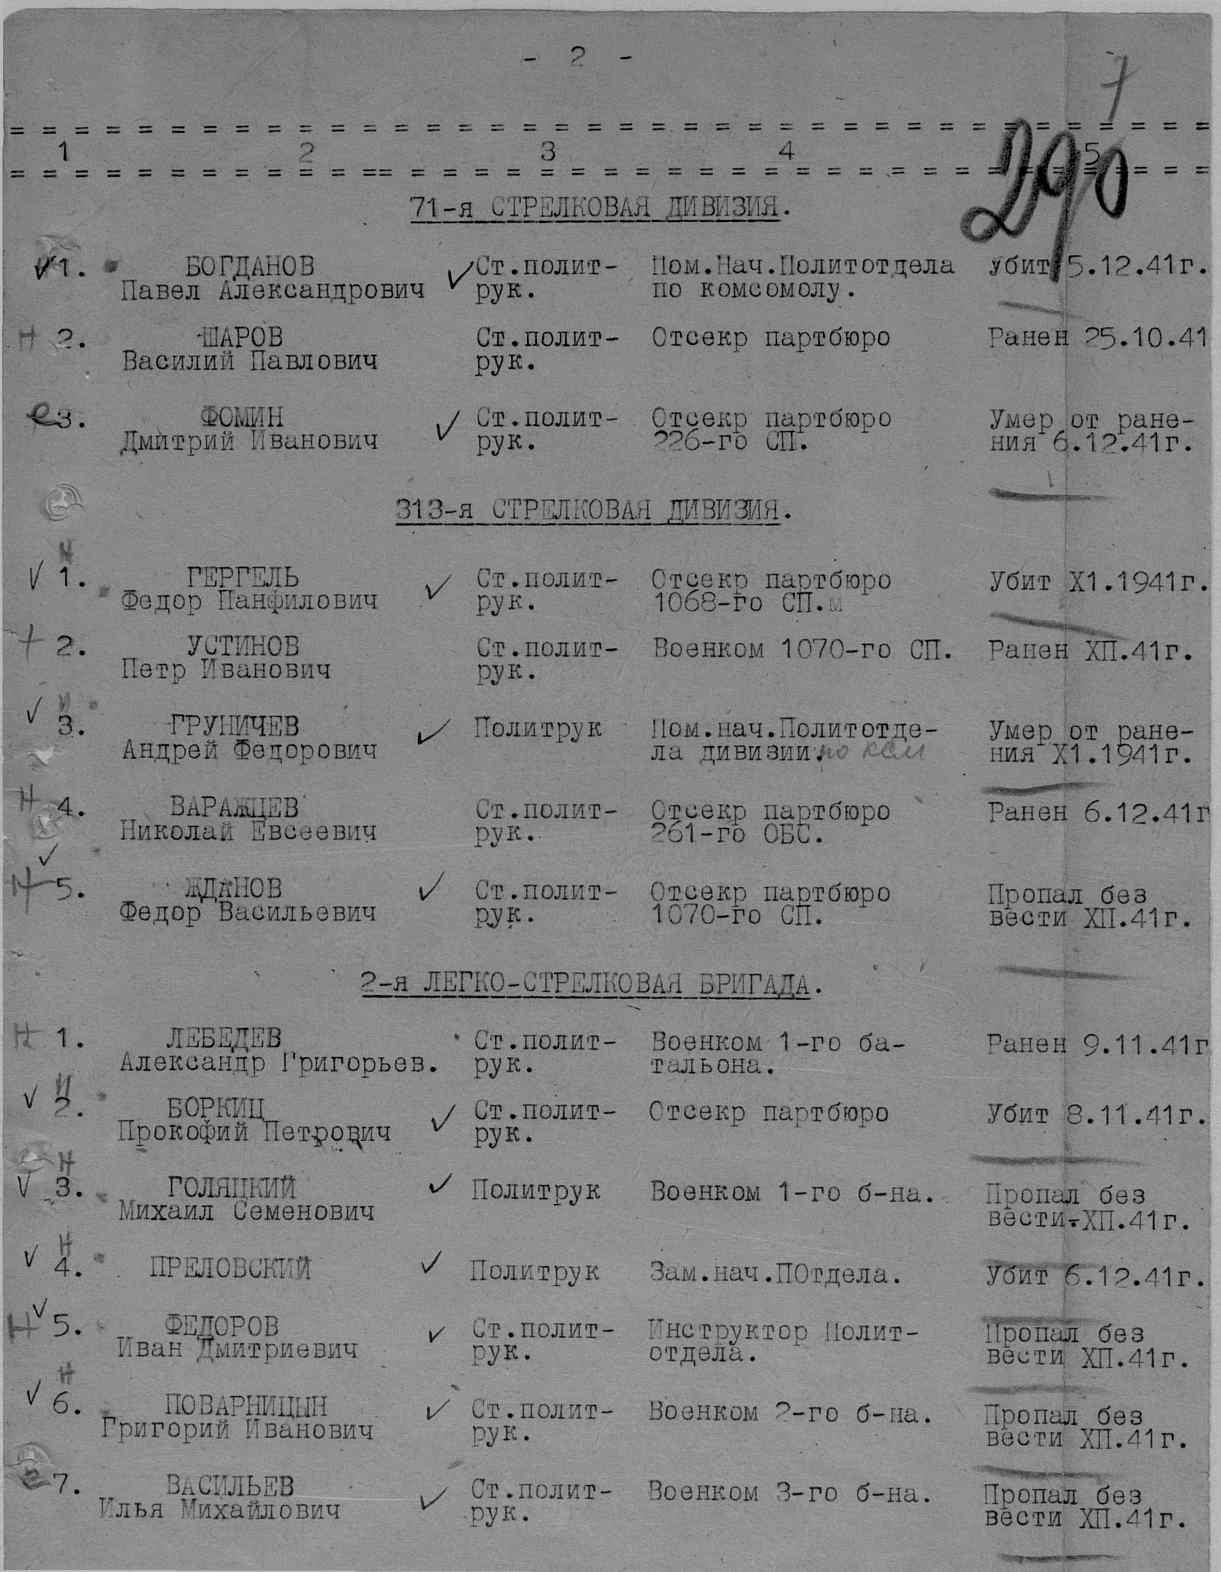 - 2 -
7
= = = = = = = = = = = = = = = = = = = = = = = = = = = = = = = = = = = = = =
1 2 3 4 5
290
= = = = = = = = = = = = = = = = = = = = = = = = = = = = = = = = = = = = = =
71-я СТРЕЛКОВАЯ ДИВИЗИЯ.
1. БОГДАНОВ Ст.полит- Пом.Нач.Политотдела Убит 5.12.41г.
Павел Александрович рук. по комсомолу.
Н 2. ШАРОВ Ст.полит- Отсекр партбюро Ранен 25.10.41
Василий Павлович рук.
3. ФОМИН Ст.полит- Отсекр партбюро Умер от ране-
Дмитрий Иванович рук. 226-го СП. ния 6.12.41г.
313-я СТРЕЛКОВАЯ ДИВИЗИЯ.
Н
1. ГЕРГЕЛЬ Ст.полит- Отсекр партбюро Убит Х1.1941г.
Федор Панфилович рук. 1068-го СП.
2. УСТИНОВ Ст.полит- Военком 1070-го СП. Ранен ХП.41г.
Петр Иванович рук.
3. ГРУНИЧЕВ Политрук Пом.нач.Политотде- Умер от ране-
Андрей Федорович ла дивизии. по ксм ния Х1.1941г.
Н 4. ВАРАЖЦЕВ Ст.полит- Отсекр партбюро Ранен 6.12.41г
Николай Евсеевич рук. 261-го ОБС.
Н 5. ЖДАНОВ Ст.полит- Отсекр партбюро Пропал без
Федор Васильевич рук. 1070-го СП. вести ХП.41г.
2-я ЛЕГКО-СТРЕЛКОВАЯ БРИГАДА.
Н 1. ЛЕБЕДЕВ Ст.полит- Военком 1-го ба- Ранен 9.11.41г
Александр Григорьев. рук. тальона.
Н
2. БОРКИЦ Ст.полит- Отсекр партбюро Убит 8.11.41г.
Прокофий Петрович рук.
Н
3. ГОЛЯЦКИЙ Политрук Военком 1-го б-на. Пропал без
Михаил Семенович вести-ХП.41г.
Н
4. ПРЕЛОВСКИЙ Политрук Зам.нач.ПОтдела. Убит 6.12.41г.
Н 5. ФЕДОРОВ Ст.полит- Инструктор Полит- Пропал без
Иван Дмитриевич рук. отдела. вести ХП.41г.
Н
6. ПОВАРНИЦЫН Ст.полит- Военком 2-го б-на. Пропал без
Григорий Иванович рук. вести ХП.41г.
7. ВАСИЛЬЕВ Ст.полит- Военком 3-го б-на. Пропал без
Илья Михайлович рук. вести ХП.41г.